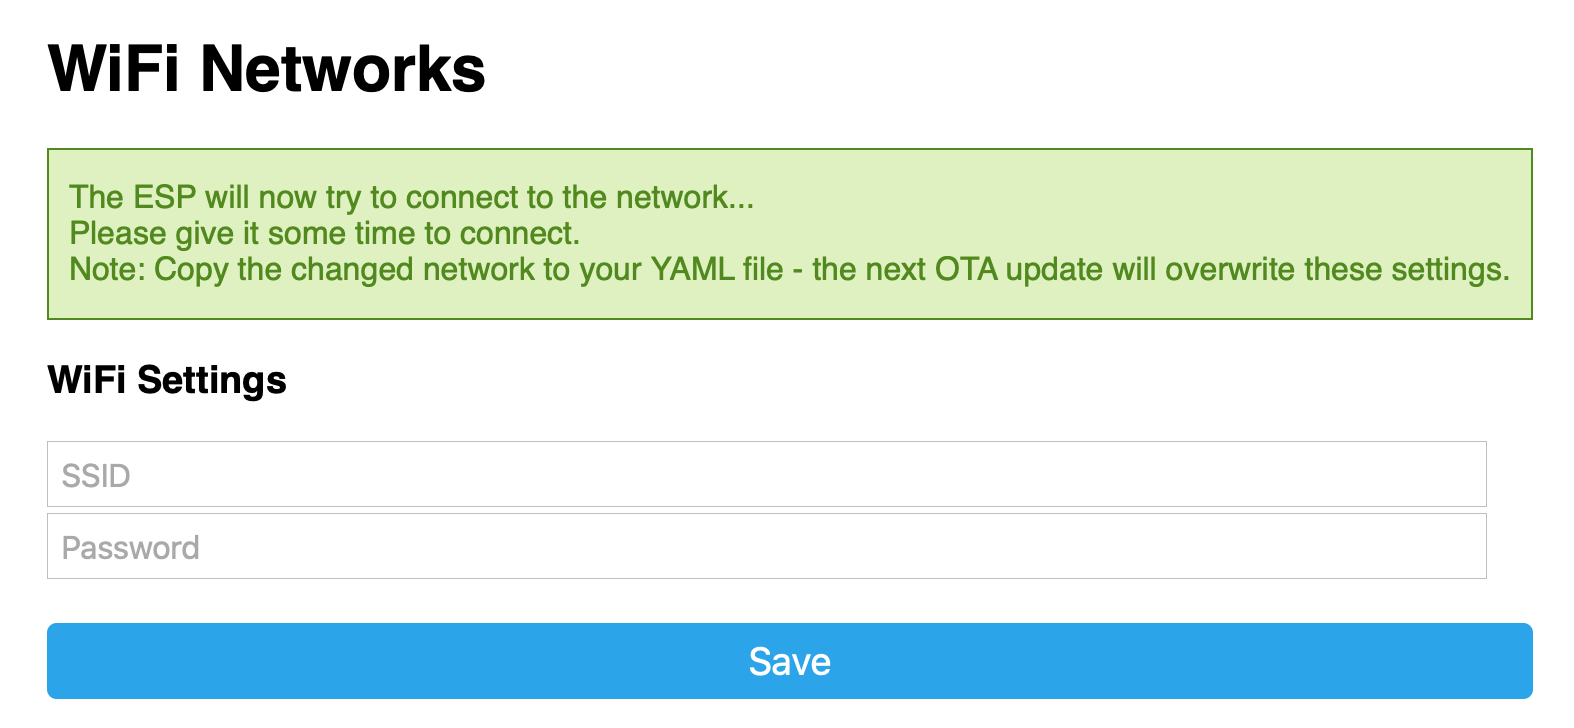 WiFi Networks
The ESP will now try to connect to the network...
Please give it some time to connect.
Note: Copy the changed network to your YAML file - the next OTA update will overwrite these settings.
WiFi Settings
SSID
Password
Save